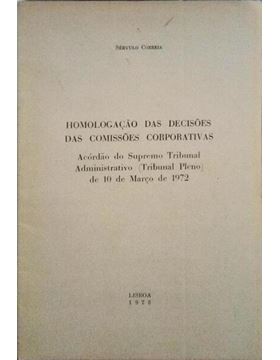 SÉRVULO CORREIA
HOMOLOGAÇÃO DAS DECISÕES
DAS COMISSÕES CORPORATIVAS
Acórdão do Supremo Tribunal
Administrativo (Tribunal Pleno)
de 10 de Março de 1972
LISBOA